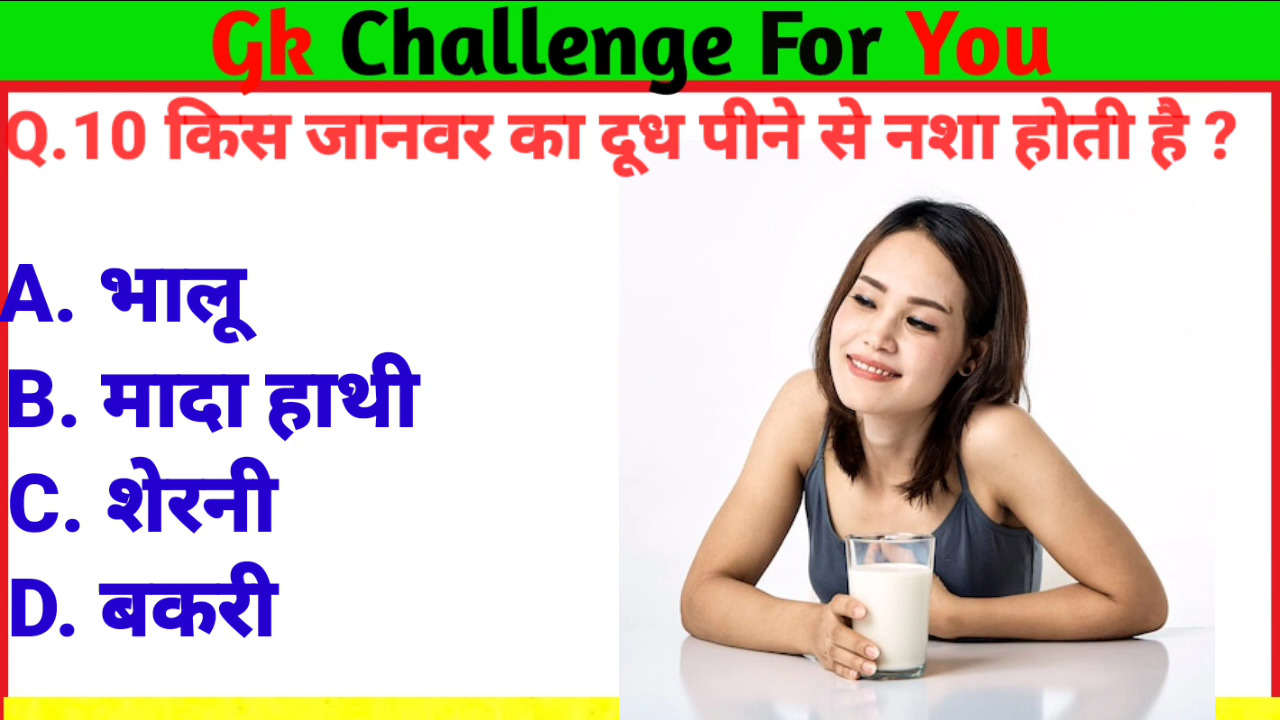 Gk Challenge For You
Q.10 किस जानवर का दूध पीने से नशा होती है ?
A. भालू
B. मादा हाथी
C. शेरनी
D. बकरी